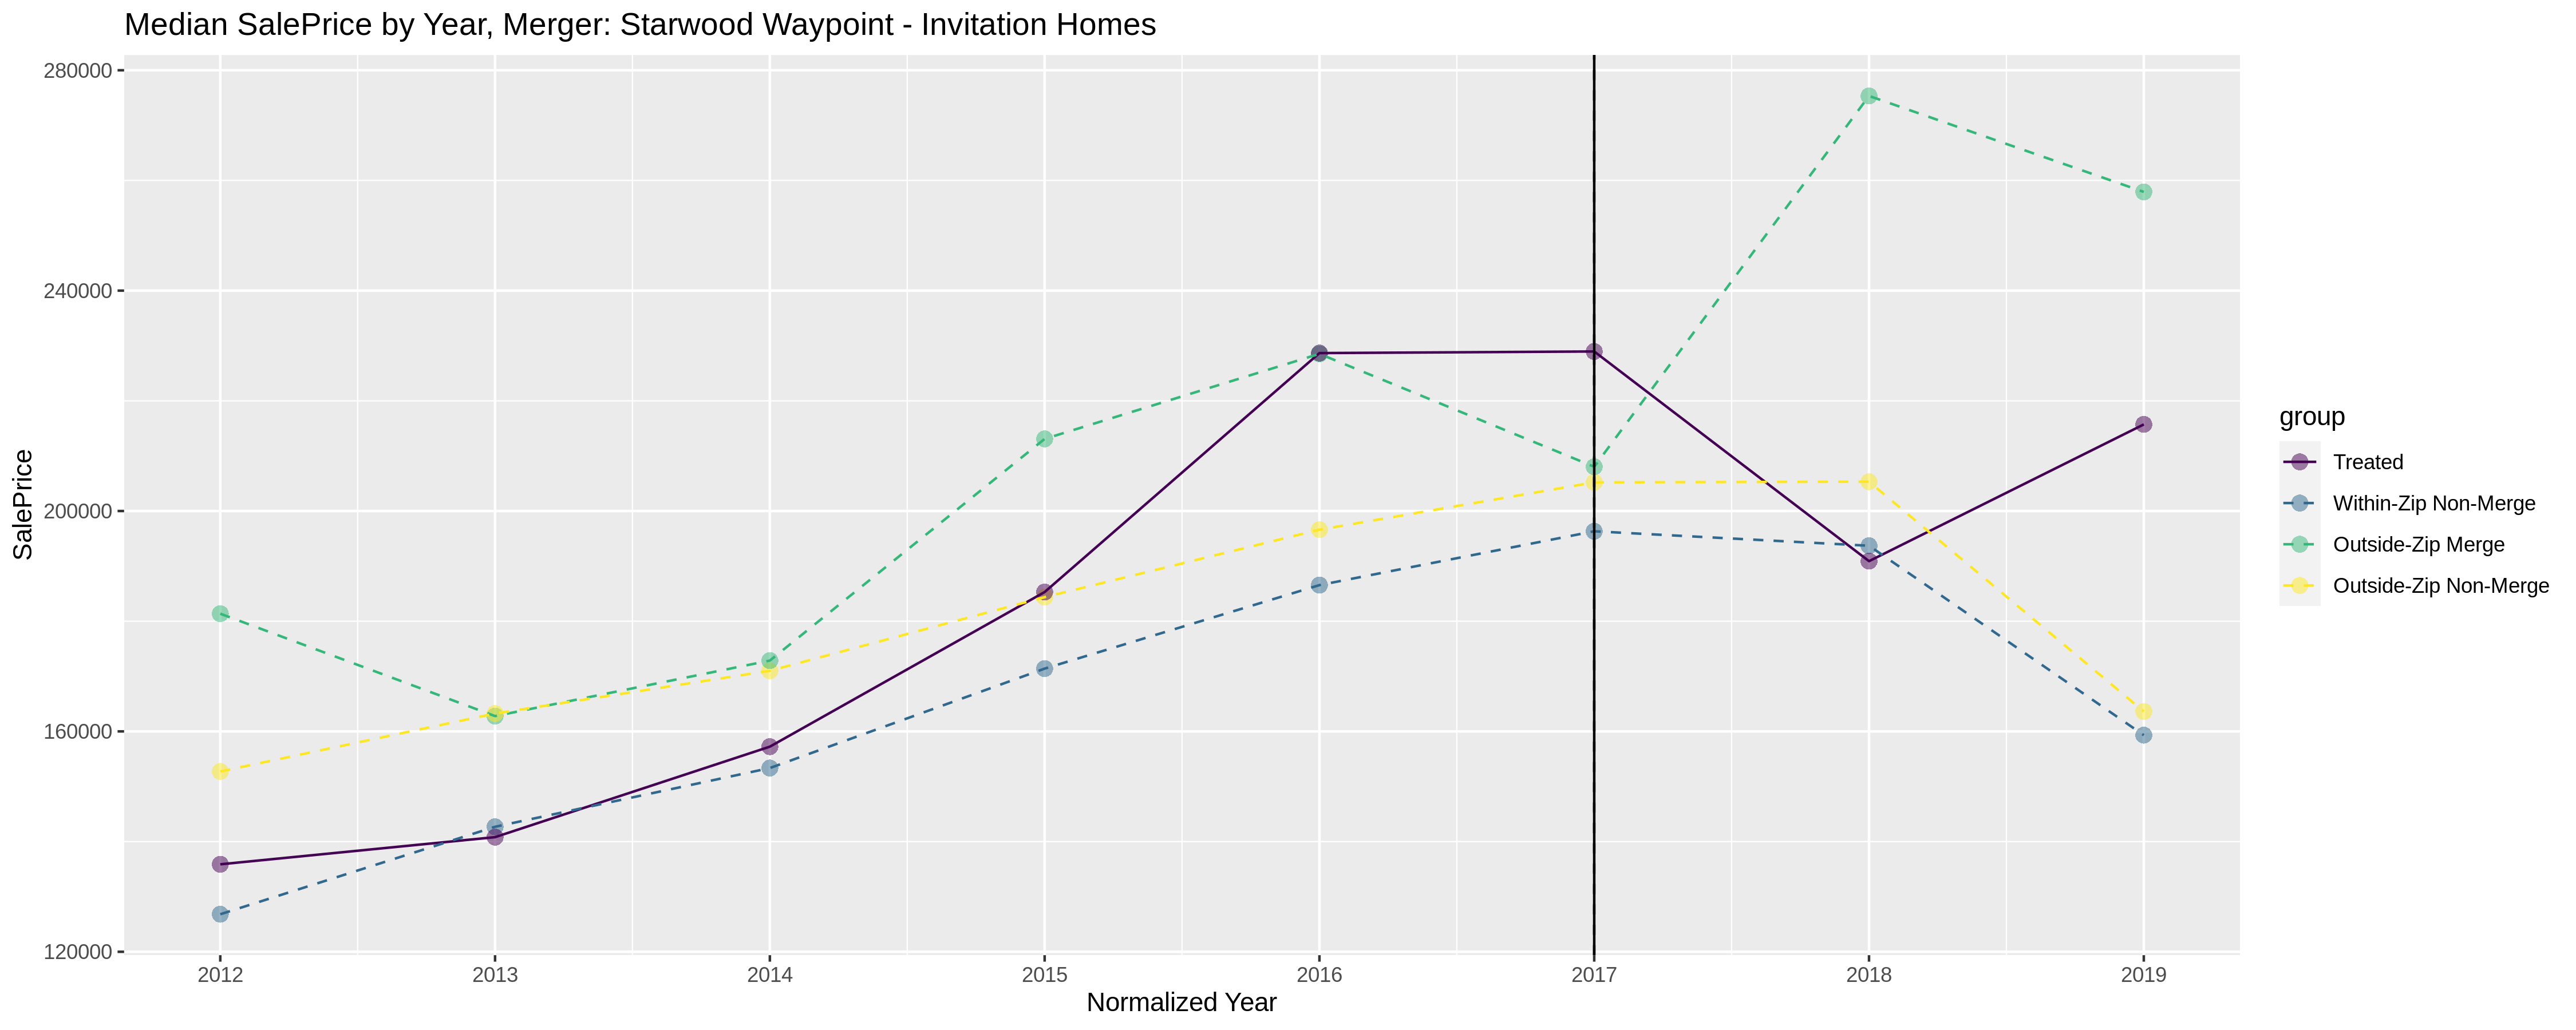 Median SalePrice by Year, Merger: Starwood Waypoint - Invitation Homes
280000
240000
200000
160000
120000
SalePrice
2012 2013 2014 2015 2016 2017 2018 2019
Normalized Year
group
Treated
Within-Zip Non-Merge
Outside-Zip Merge
Outside-Zip Non-Merge